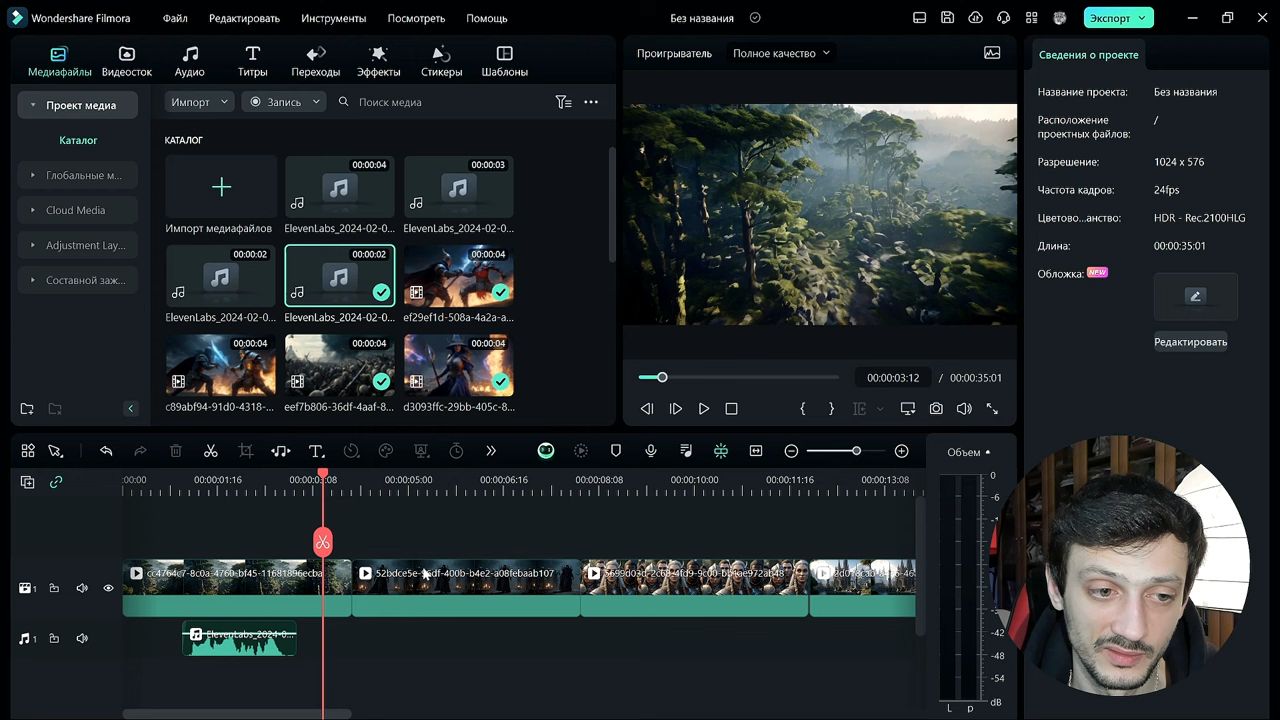 Wondershare Filmora
Файл
Редактировать
Инструменты
Посмотреть
Помощь
Без названия
Экспорт
Медиафайлы
Видеосток
Аудио
Титры
Переходы
Эффекты
Стикеры
Шаблоны
Проект медиа
Каталог
Глобальные м...
Cloud Media
Adjustment Lay...
Составной заж...
Импорт
Запись
Поиск медиа
КАТАЛОГ
00:00:04
00:00:03
Импорт медиафайлов
ElevenLabs_2024-02-0...
ElevenLabs_2024-02-0...
00:00:02
00:00:02
00:00:04
ElevenLabs_2024-02-0...
ElevenLabs_2024-02-0...
ef29ef1d-508a-4a2a-a...
00:00:04
00:00:04
00:00:04
c89abf94-91d0-4318-...
eef7b806-36df-4aaf-8...
d3093ffc-29bb-405c-8...
Проигрыватель
Полное качество
00:00:03:12
/ 00:00:35:01
Сведения о проекте
Название проекта:
Без названия
Расположение
проектных файлов:
/
Разрешение:
1024 x 576
Частота кадров:
24fps
Цветово...анство:
HDR - Rec.2100HLG
Длина:
00:00:35:01
Обложка:
NEW
Редактировать
:00:00
00:00:01:16
00:00:03:08
00:00:05:00
00:00:06:16
00:00:08:08
00:00:10:00
00:00:11:16
00:00:13:08
1
1
ElevenLabs_2024-0...
Объем
0
-6
-42
-48
-54
dB
L
P